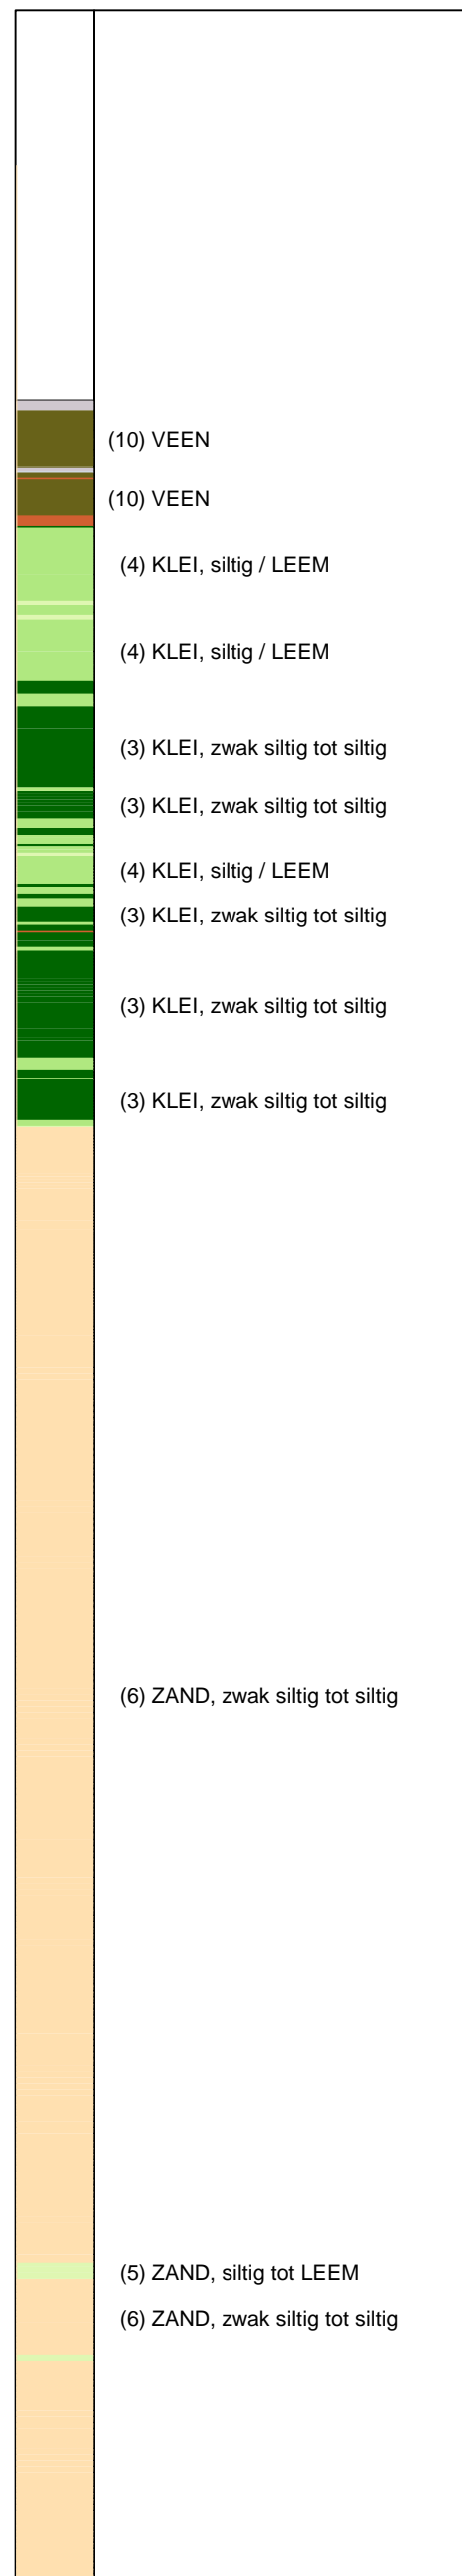 (10) VEEN
(10) VEEN
(4) KLEI, siltig / LEEM
(4) KLEI, siltig / LEEM
(3) KLEI, zwak siltig tot siltig
(3) KLEI, zwak siltig tot siltig
(4) KLEI, siltig / LEEM
(3) KLEI, zwak siltig tot siltig
(3) KLEI, zwak siltig tot siltig
(3) KLEI, zwak siltig tot siltig
(6) ZAND, zwak siltig tot siltig
(5) ZAND, siltig tot LEEM
(6) ZAND, zwak siltig tot siltig